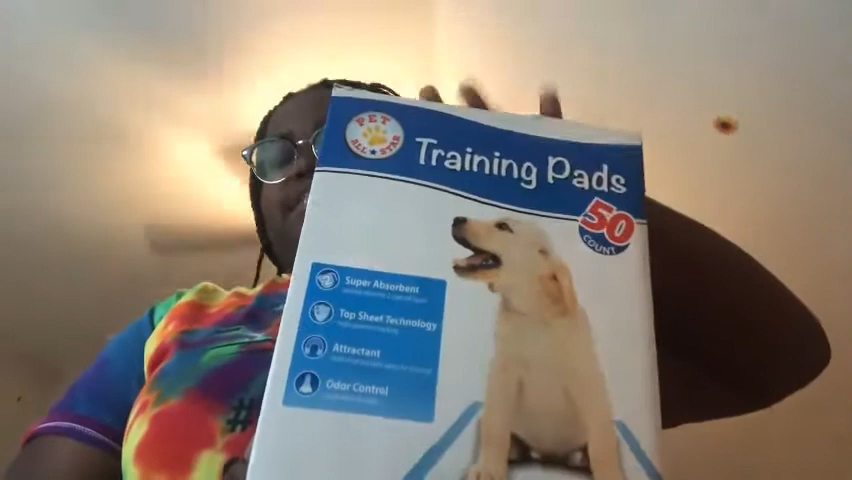 PET
ALL★STAR
Training Pads
50
COUNT
Super Absorbent
Top Sheet Technology
Attractant
Odor Control
#